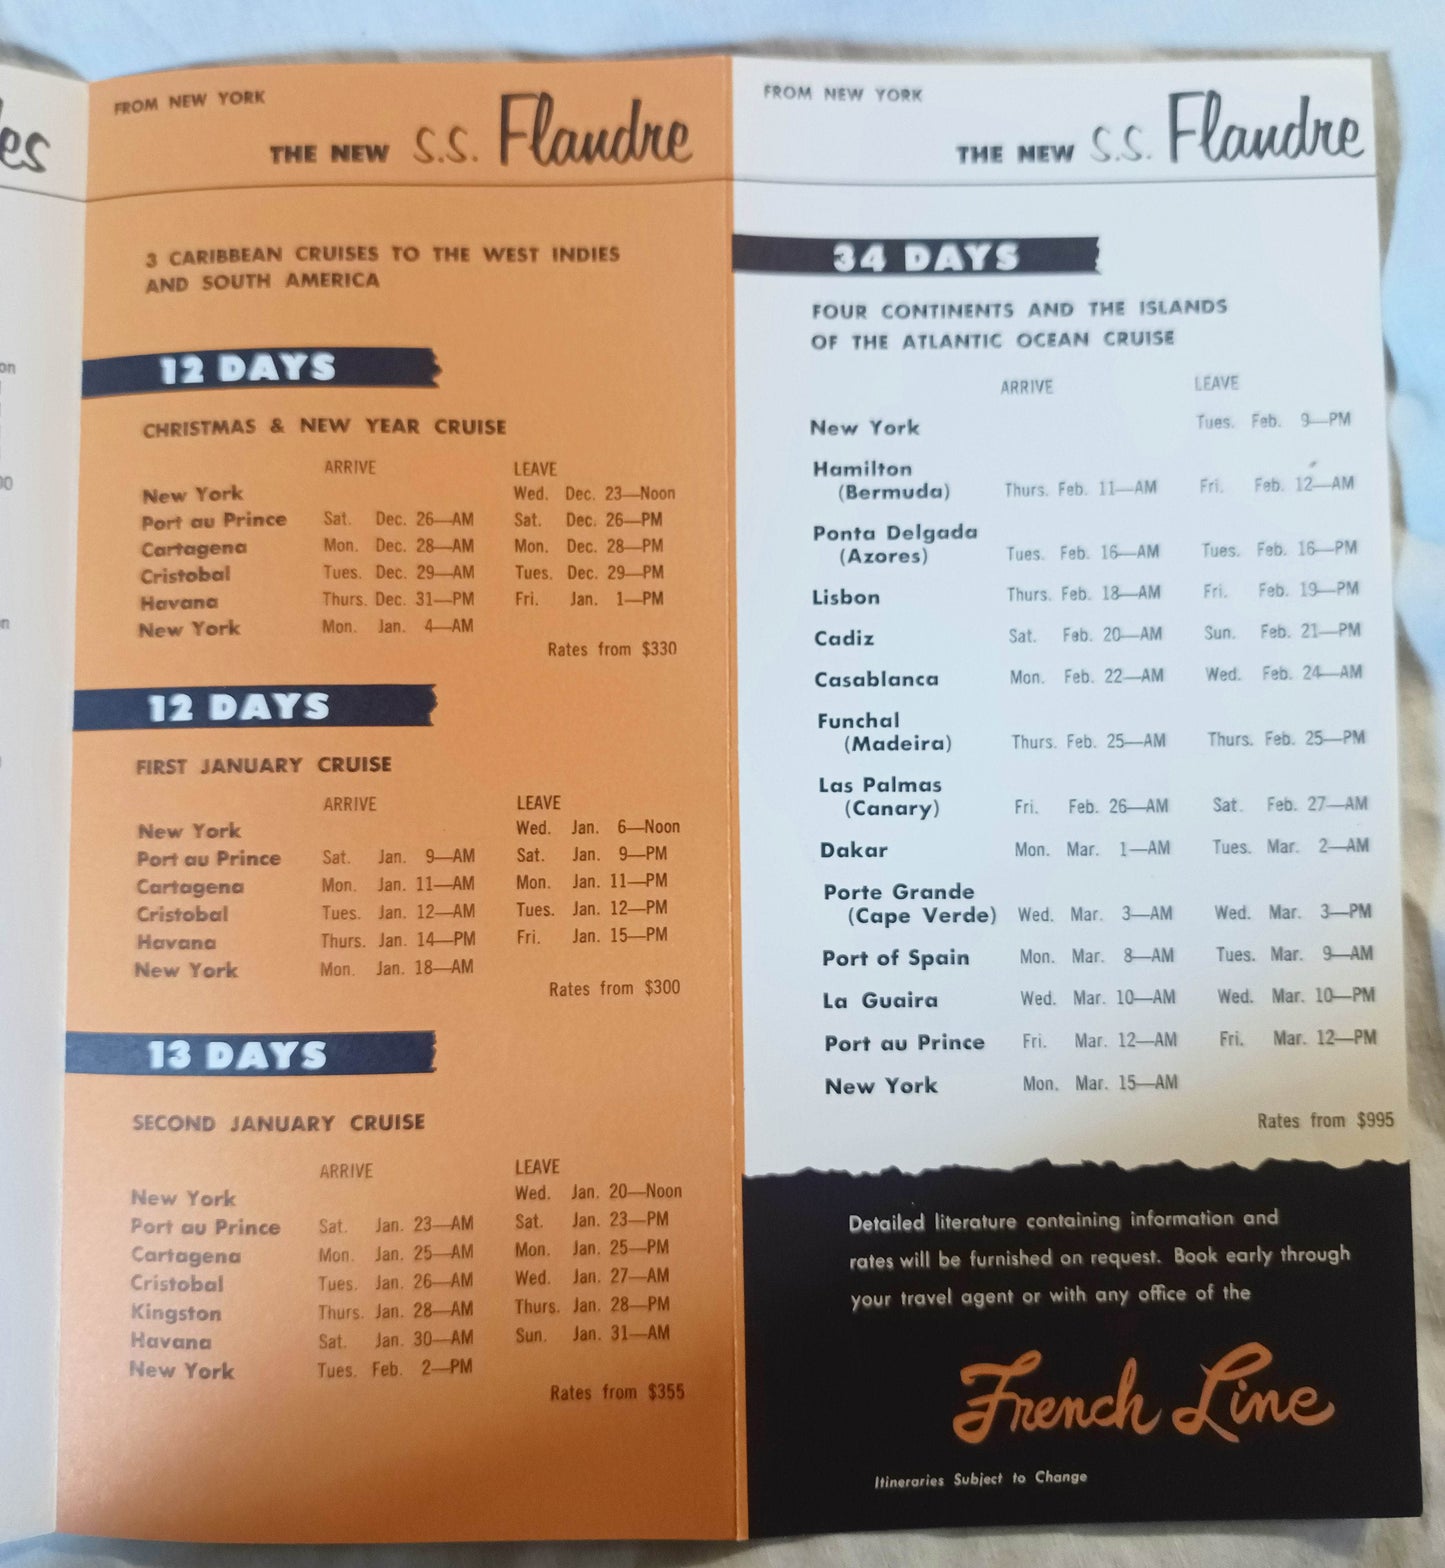 es
on
00
n
FROM NEW YORK
THE NEW S.S. Flandre
3 CARIBBEAN CRUISES TO THE WEST INDIES
AND SOUTH AMERICA
12 DAYS
CHRISTMAS & NEW YEAR CRUISE
ARRIVE LEAVE
New York Wed. Dec. 23—Noon
Port au Prince Sat. Dec. 26—AM Sat. Dec. 26—PM
Cartagena Mon. Dec. 28—AM Mon. Dec. 28—PM
Cristobal Tues. Dec. 29—AM Tues. Dec. 29—PM
Havana Thurs. Dec. 31—PM Fri. Jan. 1—PM
New York Mon. Jan. 4—AM
Rates from $330
12 DAYS
FIRST JANUARY CRUISE
ARRIVE LEAVE
New York Wed. Jan. 6—Noon
Port au Prince Sat. Jan. 9—AM Sat. Jan. 9—PM
Cartagena Mon. Jan. 11—AM Mon. Jan. 11—PM
Cristobal Tues. Jan. 12—AM Tues. Jan. 12—PM
Havana Thurs. Jan. 14—PM Fri. Jan. 15—PM
New York Mon. Jan. 18—AM
Rates from $300
13 DAYS
SECOND JANUARY CRUISE
ARRIVE LEAVE
New York Wed. Jan. 20—Noon
Port au Prince Sat. Jan. 23—AM Sat. Jan. 23—PM
Cartagena Mon. Jan. 25—AM Mon. Jan. 25—PM
Cristobal Tues. Jan. 26—AM Wed. Jan. 27—AM
Kingston Thurs. Jan. 28—AM Thurs. Jan. 28—PM
Havana Sat. Jan. 30—AM Sun. Jan. 31—AM
New York Tues. Feb. 2—PM
Rates from $355
FROM NEW YORK
THE NEW S.S. Flandre
34 DAYS
FOUR CONTINENTS AND THE ISLANDS
OF THE ATLANTIC OCEAN CRUISE
ARRIVE LEAVE
New York Tues. Feb. 9—PM
Hamilton
(Bermuda) Thurs. Feb. 11—AM Fri. Feb. 12—AM
Ponta Delgada
(Azores) Tues. Feb. 16—AM Tues. Feb. 16—PM
Lisbon Thurs. Feb. 18—AM Fri. Feb. 19—PM
Cadiz Sat. Feb. 20—AM Sun. Feb. 21—PM
Casablanca Mon. Feb. 22—AM Wed. Feb. 24—AM
Funchal
(Madeira) Thurs. Feb. 25—AM Thurs. Feb. 25—PM
Las Palmas
(Canary) Fri. Feb. 26—AM Sat. Feb. 27—AM
Dakar Mon. Mar. 1—AM Tues. Mar. 2—AM
Porte Grande
(Cape Verde) Wed. Mar. 3—AM Wed. Mar. 3—PM
Port of Spain Mon. Mar. 8—AM Tues. Mar. 9—AM
La Guaira Wed. Mar. 10—AM Wed. Mar. 10—PM
Port au Prince Fri. Mar. 12—AM Fri. Mar. 12—PM
New York Mon. Mar. 15—AM
Rates from $995
Detailed literature containing information and
rates will be furnished on request. Book early through
your travel agent or with any office of the
French Line
Itineraries Subject to Change